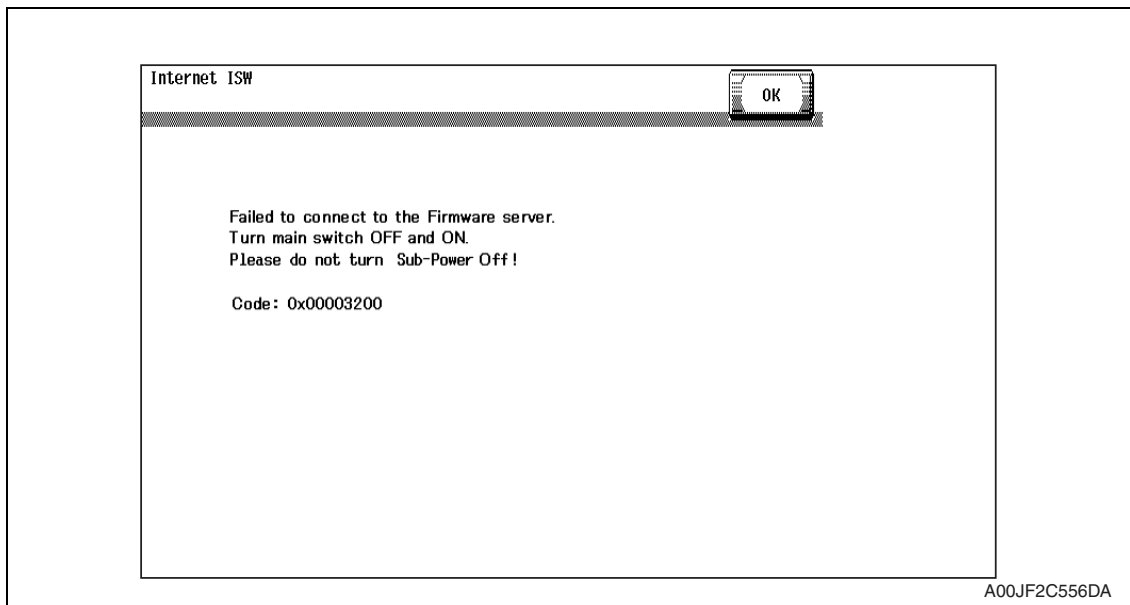 Internet ISW
OK
Failed to connect to the Firmware server.
Turn main switch OFF and ON.
Please do not turn Sub-Power Off!
Code: 0x00003200
A00JF2C556DA